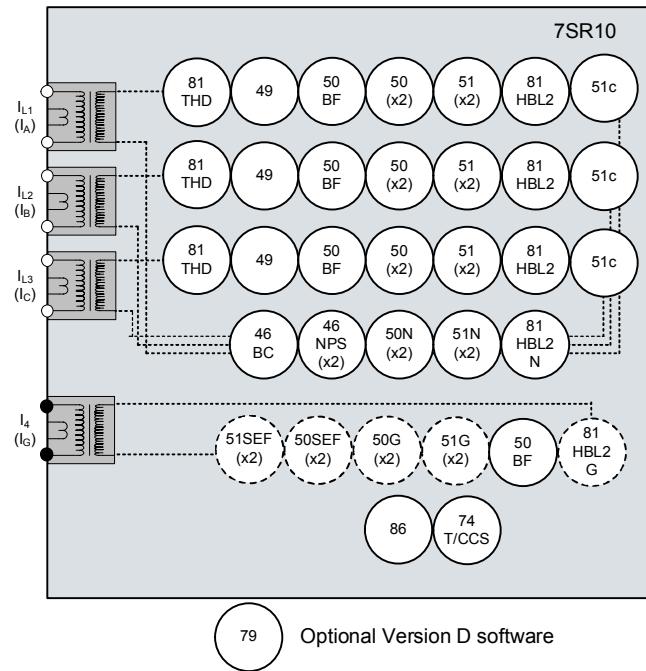 7SR10
IL1
(IA)
81
THD
49
50
BF
50
(x2)
51
(x2)
81
HBL2
51c
IL2
(IB)
81
THD
49
50
BF
50
(x2)
51
(x2)
81
HBL2
51c
IL3
(IC)
81
THD
49
50
BF
50
(x2)
51
(x2)
81
HBL2
51c
46
BC
46
NPS
(x2)
50N
(x2)
51N
(x2)
81
HBL2
N
I4
(IG)
51SEF
(x2)
50SEF
(x2)
50G
(x2)
51G
(x2)
50
BF
81
HBL2
G
86
74
T/CCS
79
Optional Version D software